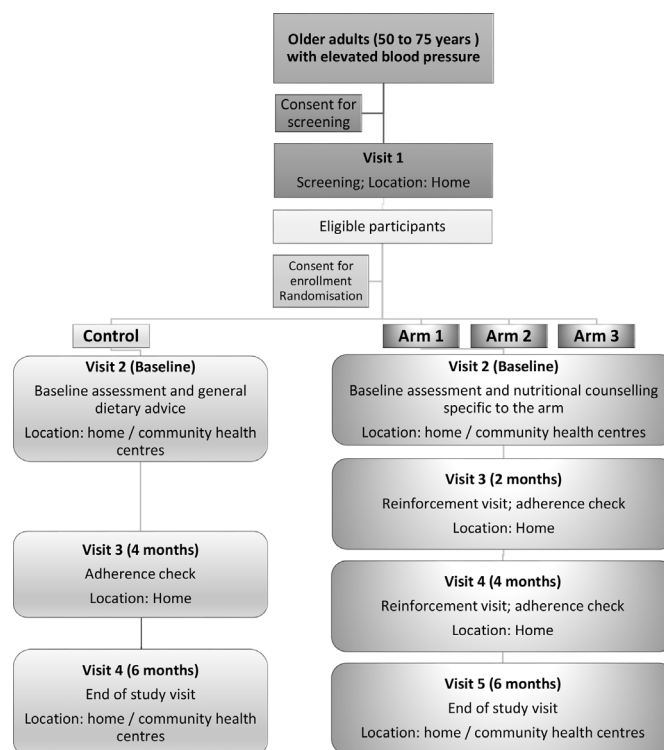 Older adults (50 to 75 years )
with elevated blood pressure
Consent for
screening
Visit 1
Screening; Location: Home
Eligible participants
Consent for
enrollment
Randomisation
Control
Arm 1
Arm 2
Arm 3
Visit 2 (Baseline)
Baseline assessment and general
dietary advice
Location: home / community health
centres
Visit 3 (4 months)
Adherence check
Location: Home
Visit 4 (6 months)
End of study visit
Location: home / community health
centres
Visit 2 (Baseline)
Baseline assessment and nutritional counselling
specific to the arm
Location: home / community health centres
Visit 3 (2 months)
Reinforcement visit; adherence check
Location: Home
Visit 4 (4 months)
Reinforcement visit; adherence check
Location: Home
Visit 5 (6 months)
End of study visit
Location: home / community health centres